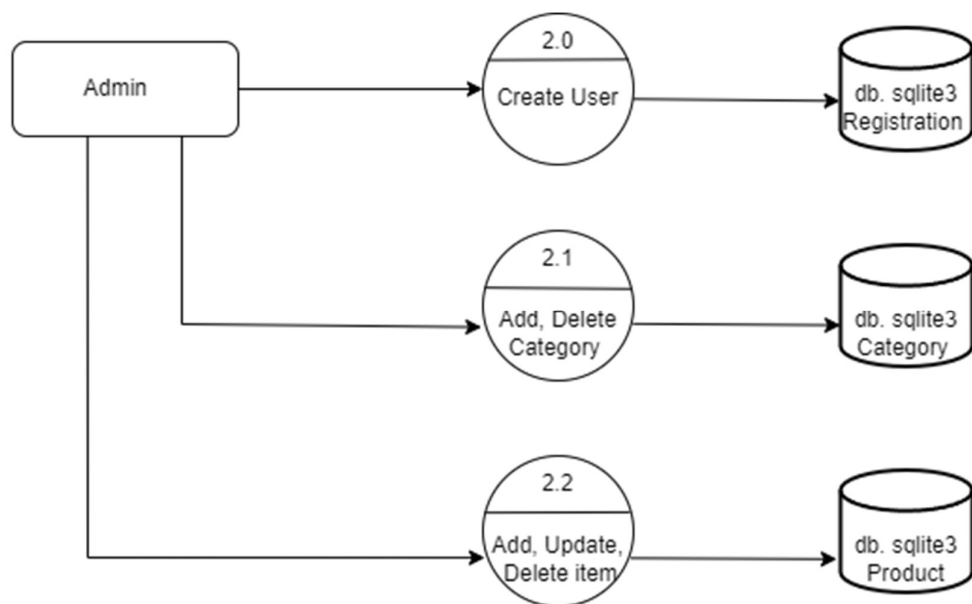 Admin
2.0
Create User
db. sqlite3
Registration
2.1
Add, Delete
Category
db. sqlite3
Category
2.2
Add, Update,
Delete item
db. sqlite3
Product